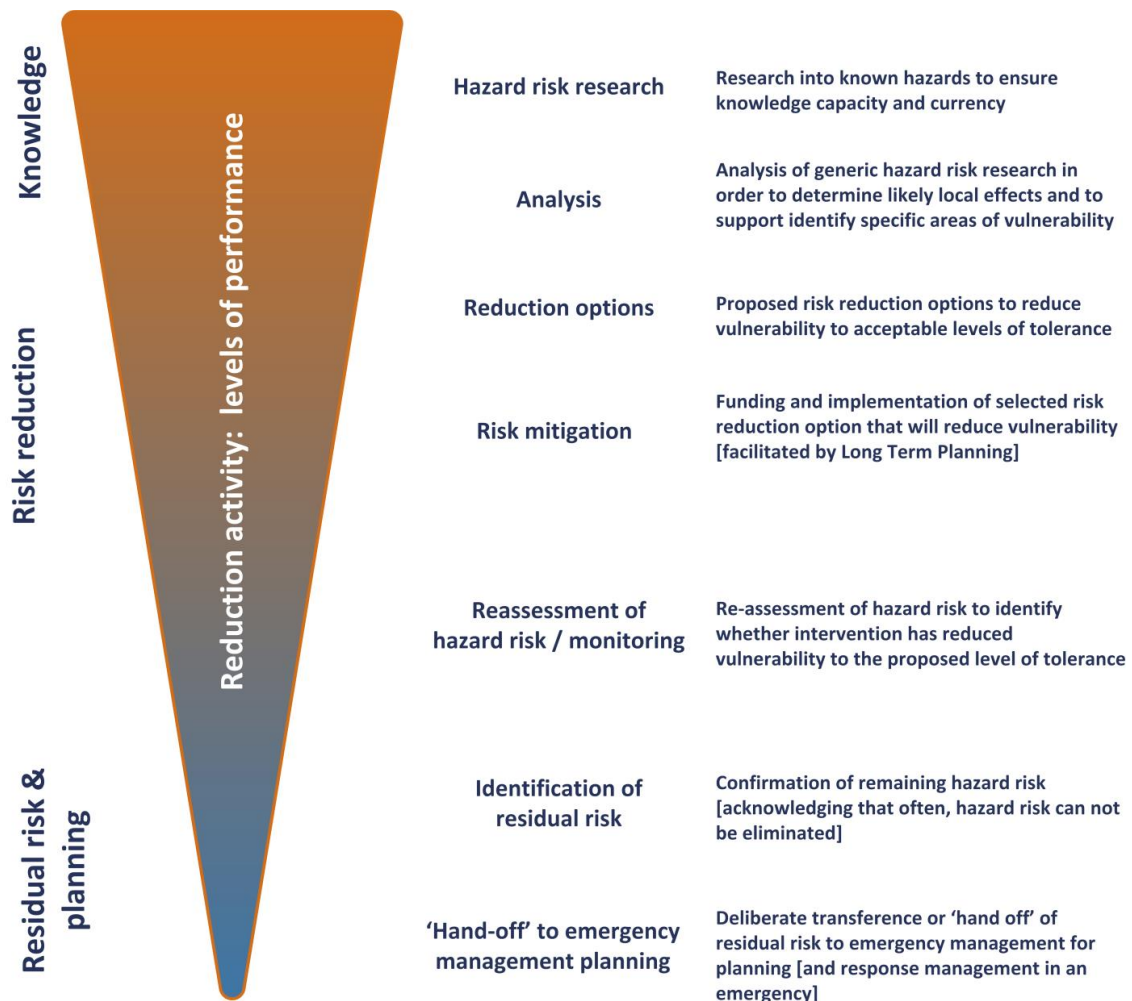 Knowledge
Risk reduction
Residual risk &
planning
Reduction activity:  levels of performance
Hazard risk research
Research into known hazards to ensure
knowledge capacity and currency
Analysis
Analysis of generic hazard risk research in
order to determine likely local effects and to
support identify specific areas of vulnerability
Reduction options
Proposed risk reduction options to reduce
vulnerability to acceptable levels of tolerance
Risk mitigation
Funding and implementation of selected risk
reduction option that will reduce vulnerability
[facilitated by Long Term Planning]
Reassessment of
hazard risk / monitoring
Re-assessment of hazard risk to identify
whether intervention has reduced
vulnerability to the proposed level of tolerance
Identification of
residual risk
Confirmation of remaining hazard risk
[acknowledging that often, hazard risk can not
be eliminated]
‘Hand-off’ to emergency
management planning
Deliberate transference or ‘hand off’ of
residual risk to emergency management for
planning [and response management in an
emergency]